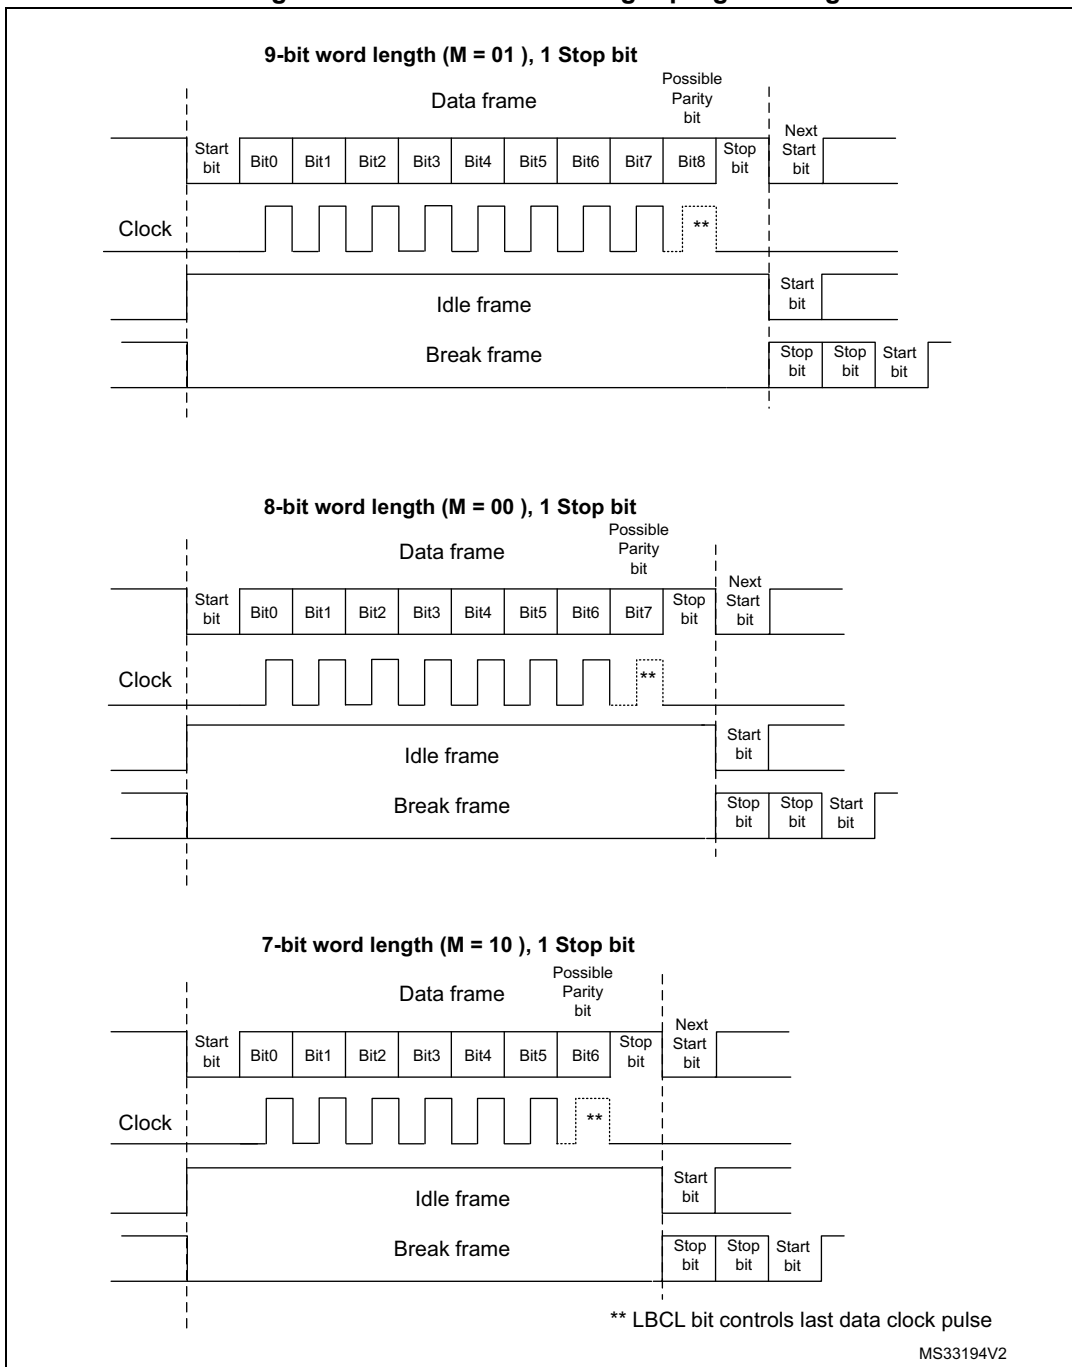 9-bit word length (M = 01 ), 1 Stop bit
Data frame
Possible
Parity
bit
Start
bit
Bit0
Bit1
Bit2
Bit3
Bit4
Bit5
Bit6
Bit7
Bit8
Stop
bit
Next
Start
bit
Clock
**
Idle frame
Start
bit
Break frame
Stop
bit
Stop
bit
Start
bit
8-bit word length (M = 00 ), 1 Stop bit
Data frame
Possible
Parity
bit
Start
bit
Bit0
Bit1
Bit2
Bit3
Bit4
Bit5
Bit6
Bit7
Stop
bit
Next
Start
bit
Clock
**
Idle frame
Start
bit
Break frame
Stop
bit
Stop
bit
Start
bit
7-bit word length (M = 10 ), 1 Stop bit
Data frame
Possible
Parity
bit
Start
bit
Bit0
Bit1
Bit2
Bit3
Bit4
Bit5
Bit6
Stop
bit
Next
Start
bit
Clock
**
Idle frame
Start
bit
Break frame
Stop
bit
Stop
bit
Start
bit
** LBCL bit controls last data clock pulse
MS33194V2